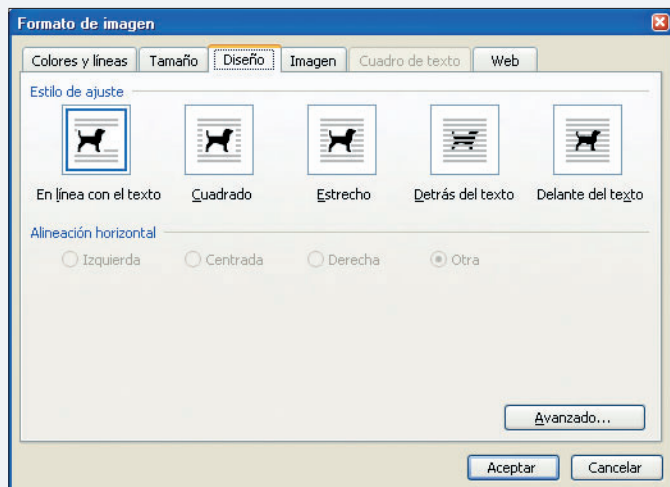 Formato de imagen
Colores y líneas Tamaño Diseño Imagen Cuadro de texto Web
Estilo de ajuste
En línea con el texto Cuadrado Estrecho Detrás del texto Delante del texto
Alineación horizontal
Izquierda Centrada Derecha Otra
Avanzado...
Aceptar Cancelar